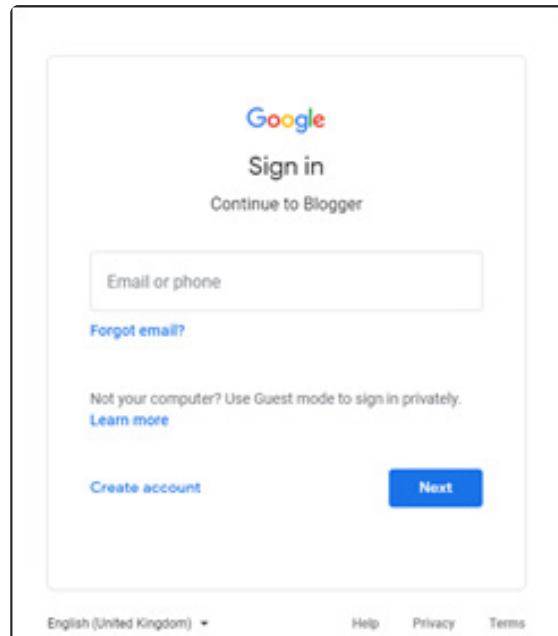 Google
Sign in
Continue to Blogger
Email or phone
Forgot email?
Not your computer? Use Guest mode to sign in privately.
Learn more
Create account
Next
English (United Kingdom)
Help Privacy Terms